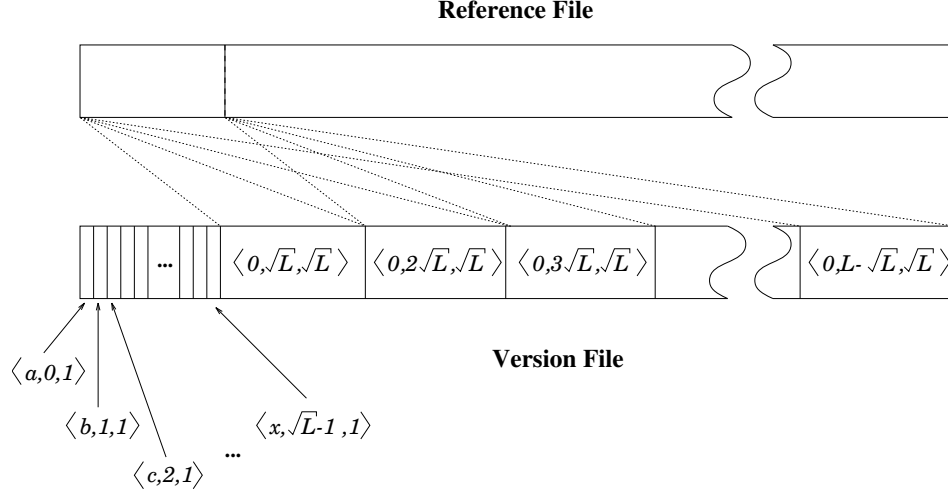 Reference File
...
⟨0,√L,√L⟩ ⟨0,2√L,√L⟩ ⟨0,3√L,√L⟩ ⟨0,L-√L,√L⟩
Version File
⟨a,0,1⟩
⟨b,1,1⟩ ⟨x,√L-1,1⟩
...
⟨c,2,1⟩